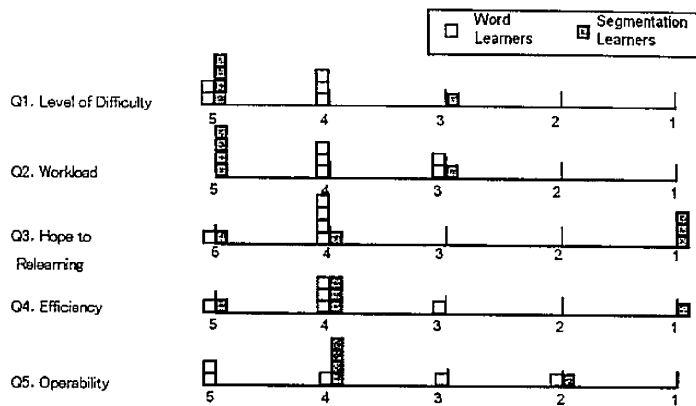 Word Learners
Segmentation Learners
Q1. Level of Difficulty
5 4 3 2 1
Q2. Workload
5 4 3 2 1
Q3. Hope to
Relearning
5 4 3 2 1
Q4. Efficiency
5 4 3 2 1
Q5. Operability
5 4 3 2 1